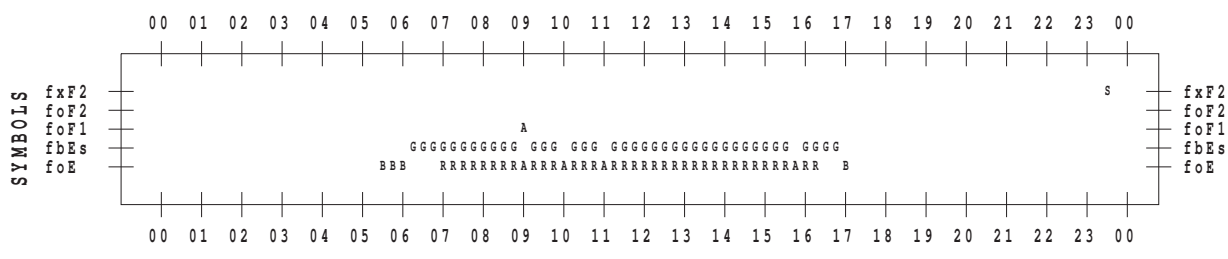 00 01 02 03 04 05 06 07 08 09 10 11 12 13 14 15 16 17 18 19 20 21 22 23 00
SYMBOLS
fxF2 S fxF2
foF2 foF2
foF1 A foF1
fbEs GGGGGGGGGGG GGG GGG GGGGGGGGGGGGGGGGGG GGGG fbEs
foE BBB RRRRRRRRARRRARRRARRRRRRRRRRRRRRRRRRARR B foE
00 01 02 03 04 05 06 07 08 09 10 11 12 13 14 15 16 17 18 19 20 21 22 23 00